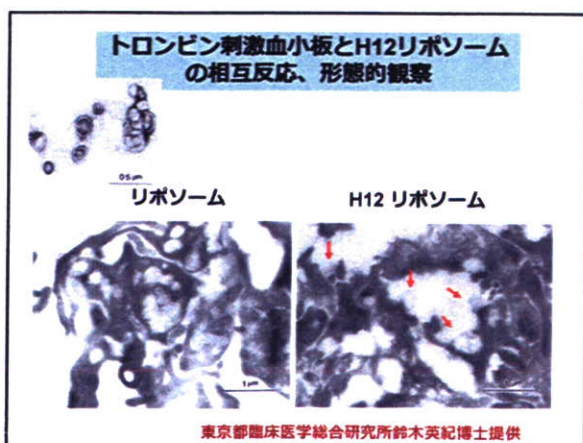 トロンビン刺激血小板とH12リポソーム
の相互反応、形態的観察
0.5μm
リポソーム
H12 リポソーム
1μm
東京都臨床医学総合研究所鈴木英紀博士提供